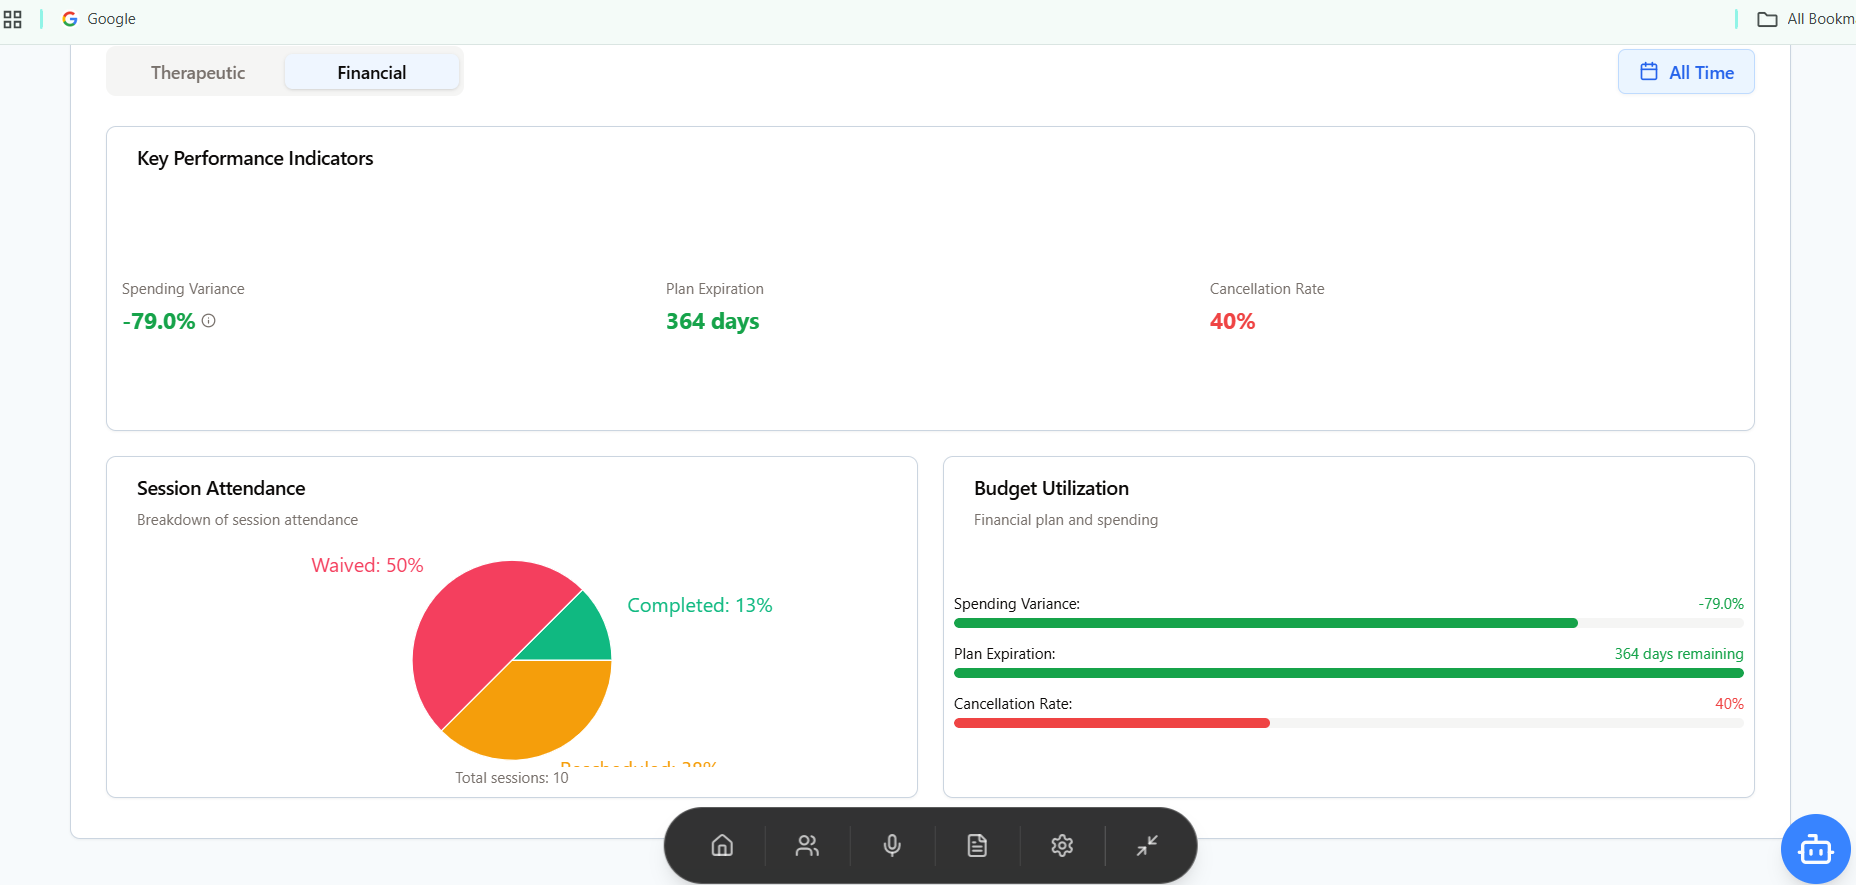 Google
All Bookm
Therapeutic
Financial
All Time
Key Performance Indicators
Spending Variance
-79.0%
Plan Expiration
364 days
Cancellation Rate
40%
Session Attendance
Breakdown of session attendance
Waived: 50%
Completed: 13%
Rescheduled: 38%
Total sessions: 10
Budget Utilization
Financial plan and spending
Spending Variance:
-79.0%
Plan Expiration:
364 days remaining
Cancellation Rate:
40%